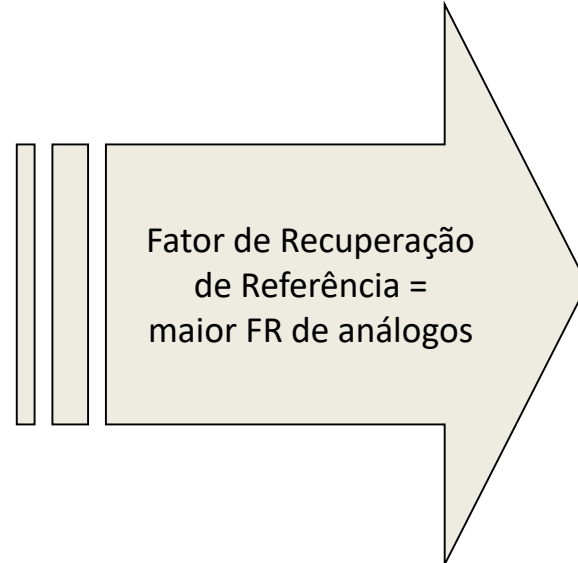 Fator de Recuperação
de Referência =
maior FR de análogos